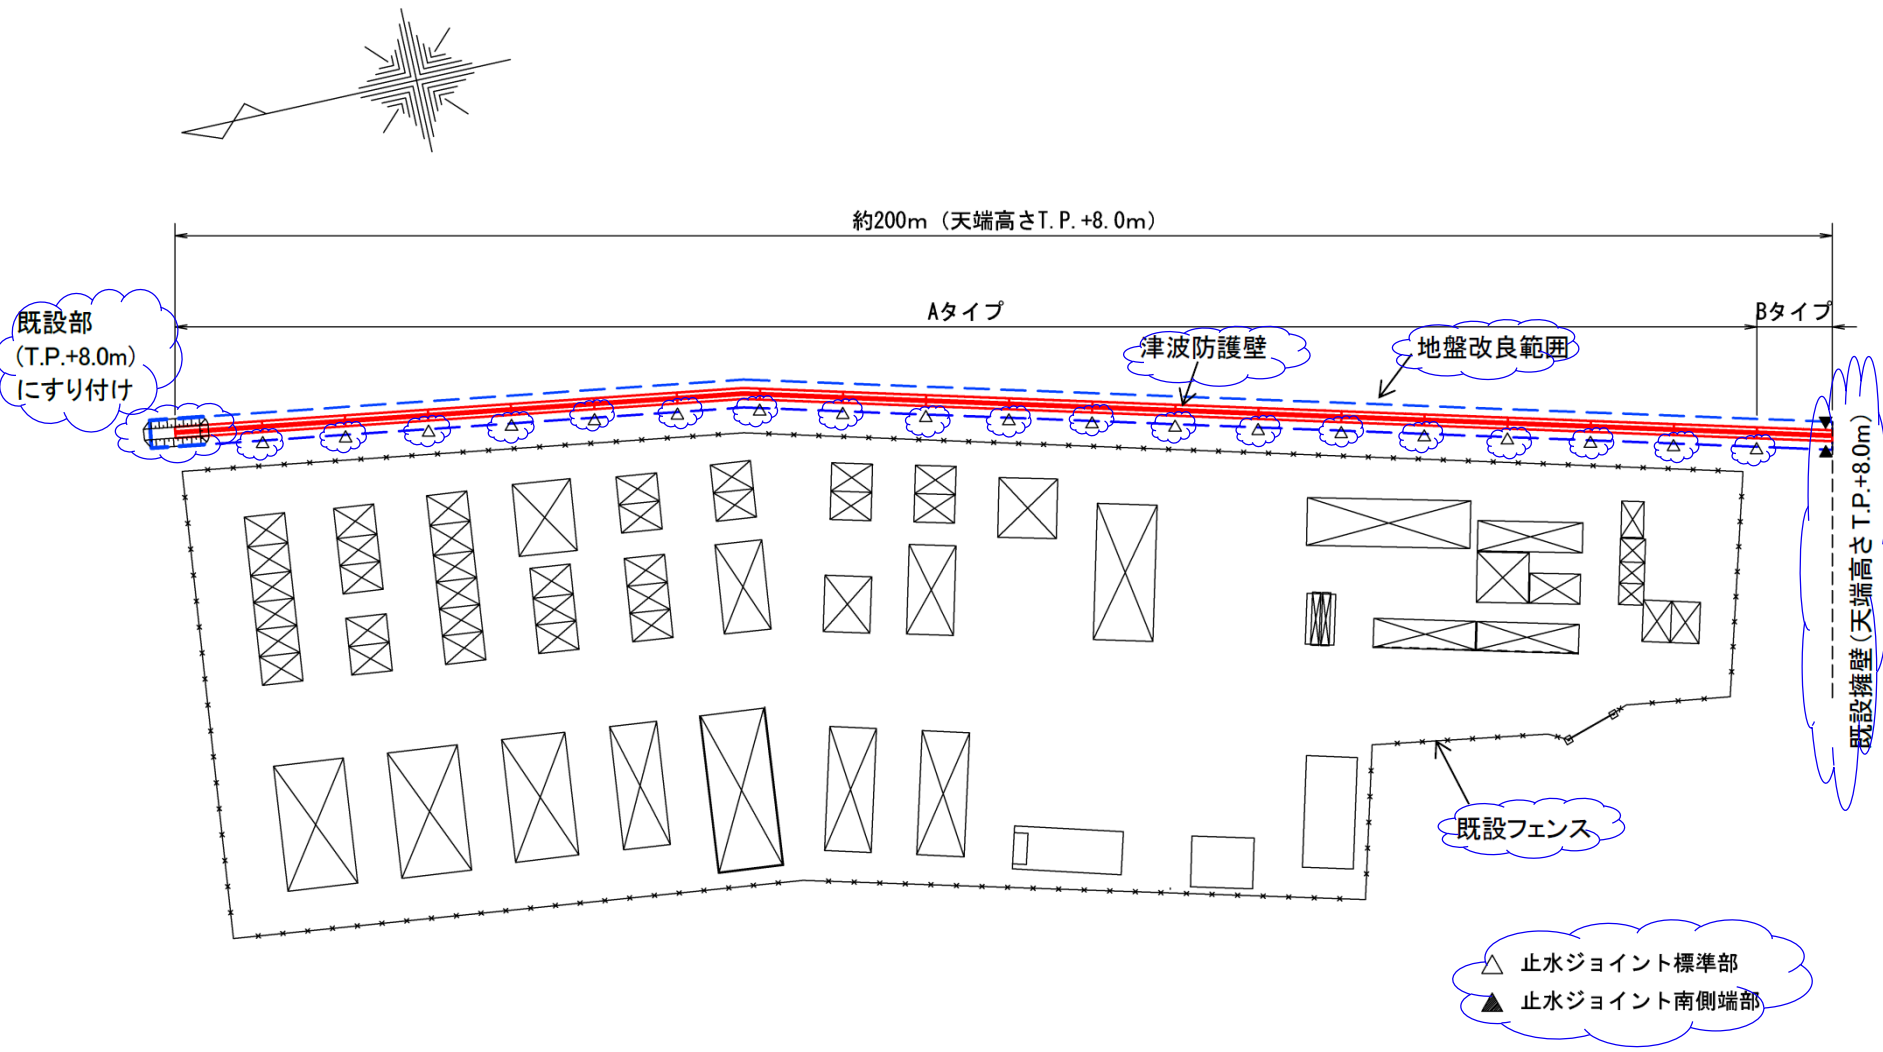 約200m（天端高さT.P.+8.0m）
Aタイプ
Bタイプ
既設部
(T.P.+8.0m)
にすり付け
津波防護壁
地盤改良範囲
既設擁壁(天端高さT.P.+8.0m)
既設フェンス
△ 止水ジョイント標準部
▲ 止水ジョイント南側端部